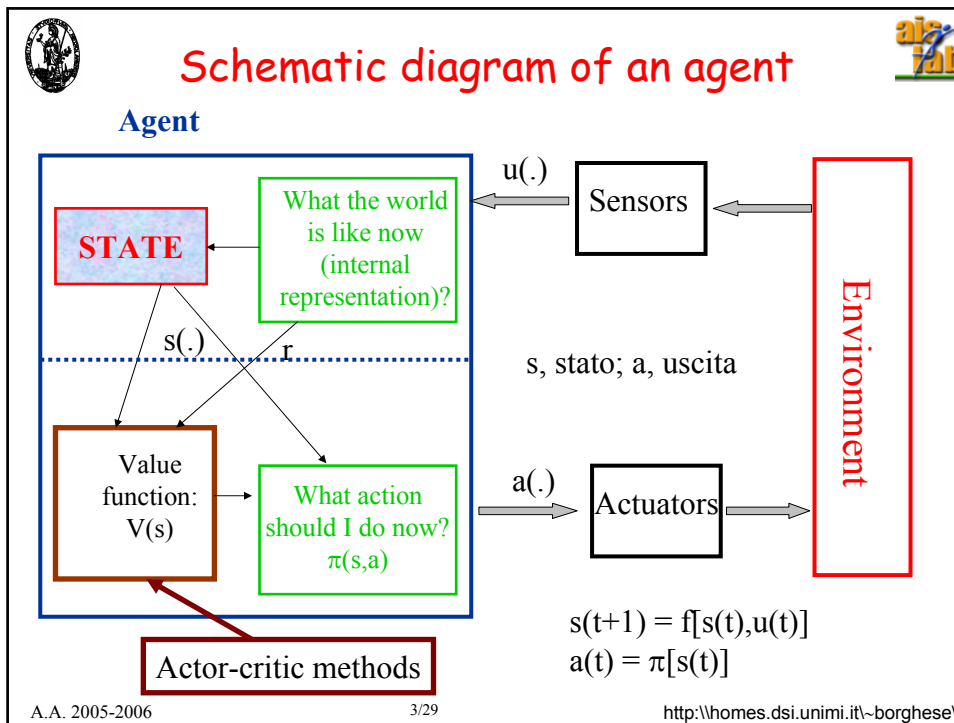 Schematic diagram of an agent
ais
lab
Agent
What the world
is like now
(internal
representation)?
STATE
s(.)
r
Value
function:
V(s)
What action
should I do now?
π(s,a)
Actor-critic methods
u(.)
Sensors
s, stato; a, uscita
a(.)
Actuators
Environment
s(t+1) = f[s(t),u(t)]
a(t) = π[s(t)]
A.A. 2005-2006
3/29
http:\\homes.dsi.unimi.it\~borghese\